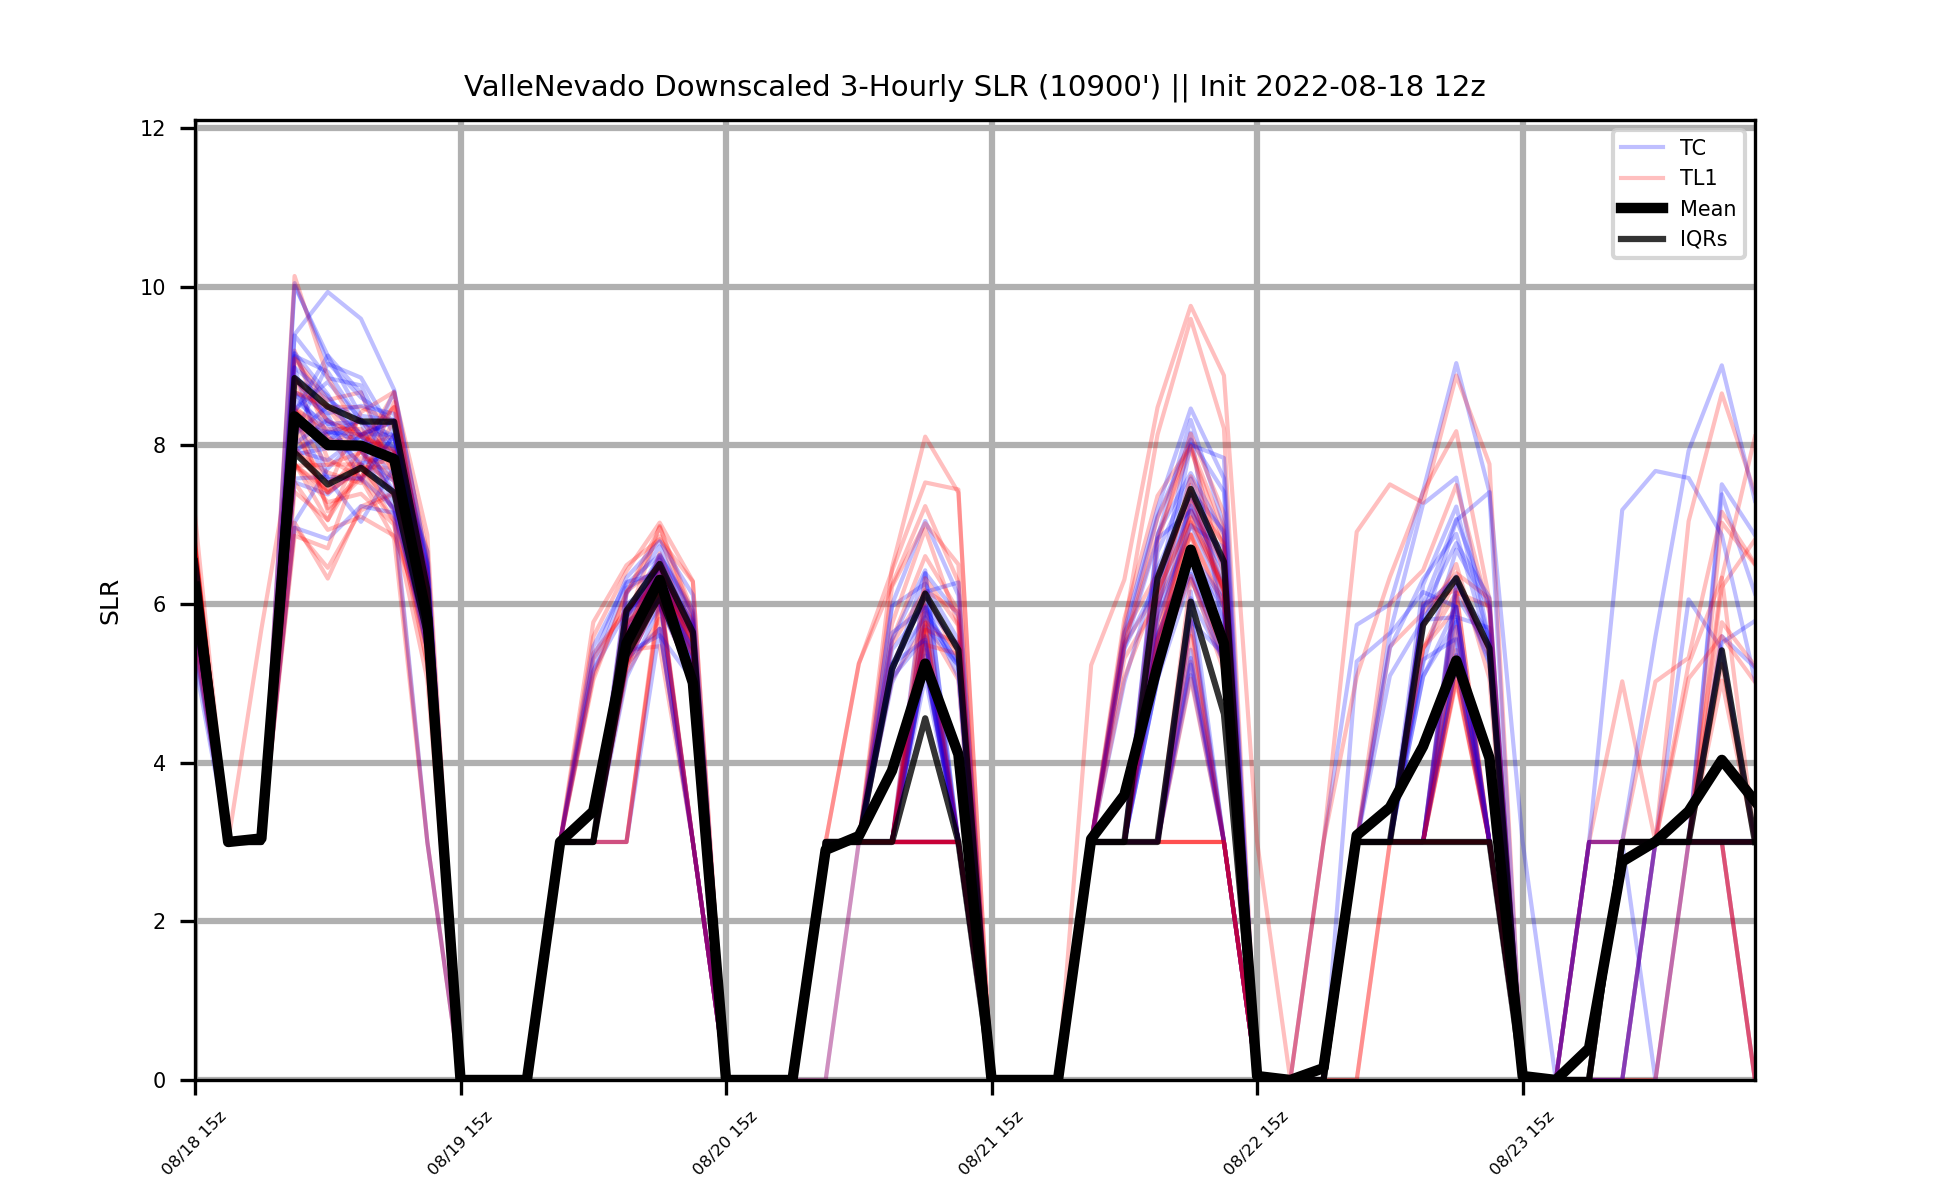 ValleNevado Downscaled 3-Hourly SLR (10900') || Init 2022-08-18 12z
12
10
8
6
4
2
0
SLR
TC
TL1
Mean
IQRs
08/18 15z
08/19 15z
08/20 15z
08/21 15z
08/22 15z
08/23 15z